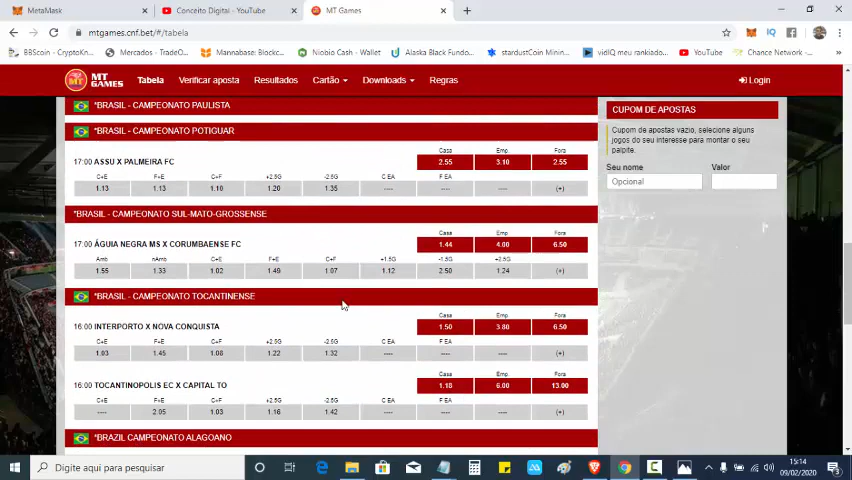 MetaMask
Conceito Digital - YouTube
MT Games
mtgames.cnf.bet/#/tabela
BBScoin - CryptoKn...
Mercados - TradeO...
Mannabase: Blockc...
Niobio Cash - Wallet
Alaska Black Fundo...
stardustCoin Minin...
vidIQ meu rankiado...
YouTube
Chance Network -...
MT GAMES
Tabela
Verificar aposta
Resultados
Cartão
Downloads
Regras
Login
*BRASIL - CAMPEONATO PAULISTA
*BRASIL - CAMPEONATO POTIGUAR
Casa Emp. Fora
17:00 ASSU X PALMEIRA FC 2.55 3.10 2.55
C+E F+E C+F +2.5G -2.5G C EA F EA
1.13 1.13 1.10 1.20 1.35 ---- ---- ---- (+)
*BRASIL - CAMPEONATO SUL-MATO-GROSSENSE
Casa Emp. Fora
17:00 ÁGUIA NEGRA MS X CORUMBAENSE FC 1.44 4.00 6.50
Amb nAmb C+E F+E C+F +1.5G -1.5G +2.5G
1.55 1.33 1.02 1.49 1.07 1.12 2.50 1.24 (+)
*BRASIL - CAMPEONATO TOCANTINENSE
Casa Emp. Fora
16:00 INTERPORTO X NOVA CONQUISTA 1.50 3.80 6.50
C+E F+E C+F +2.5G -2.5G C EA F EA
1.03 1.45 1.08 1.22 1.32 ---- ---- ---- (+)
Casa Emp. Fora
16:00 TOCANTINOPOLIS EC X CAPITAL TO 1.18 6.00 13.00
C+E F+E C+F +2.5G -2.5G C EA F EA
---- 2.05 1.03 1.16 1.42 ---- ---- ---- (+)
*BRAZIL CAMPEONATO ALAGOANO
CUPOM DE APOSTAS
Cupom de apostas vazio, selecione alguns
jogos do seu interesse para montar o seu
palpite.
Seu nome Valor
Opcional
Digite aqui para pesquisar
15:14
09/02/2020
3